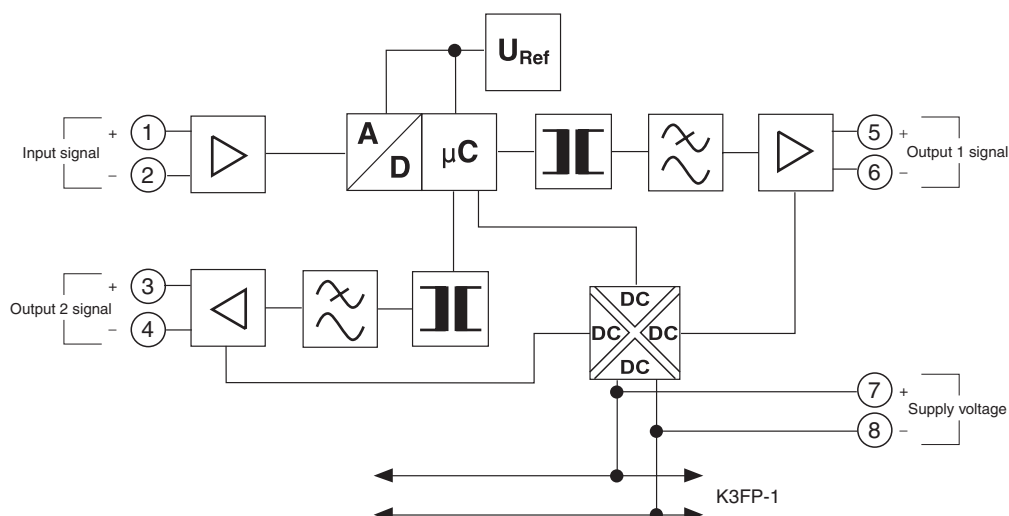 U Ref
+ 1
Input signal
− 2
A
D
µC
5 +
Output 1 signal
6 −
+ 3
Output 2 signal
− 4
DC
DC DC
DC
7 +
Supply voltage
8 −
K3FP-1